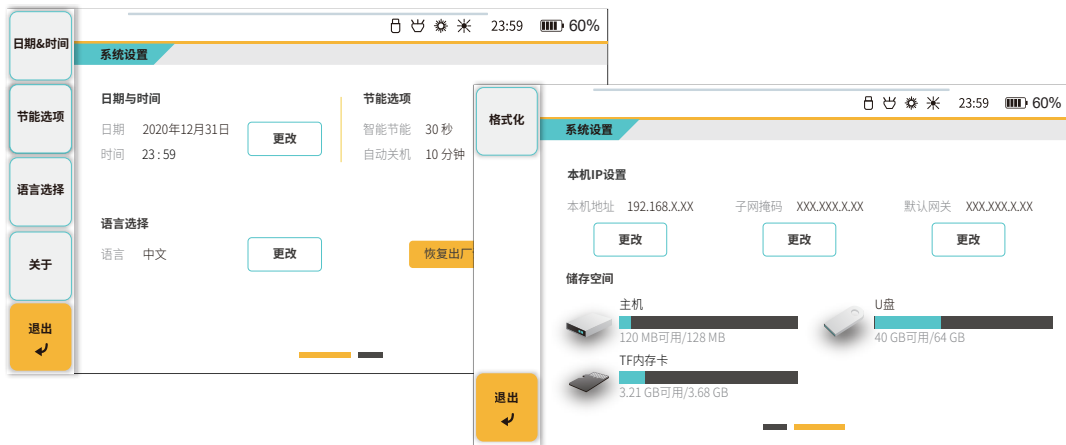 23:59 60%
日期&时间
系统设置
日期与时间
节能选项
日期 2020年12月31日
更改
智能节能 30 秒
时间 23 : 59
自动关机 10 分钟
节能选项
语言选择
语言选择
语言 中文
更改
恢复出厂
关于
退出
23:59 60%
格式化
系统设置
本机IP设置
本机地址 192.168.X.XX
子网掩码 XXX.XXX.X.XX
默认网关 XXX.XXX.X.XX
更改
更改
更改
储存空间
主机
120 MB可用/128 MB
U盘
40 GB可用/64 GB
TF内存卡
3.21 GB可用/3.68 GB
退出